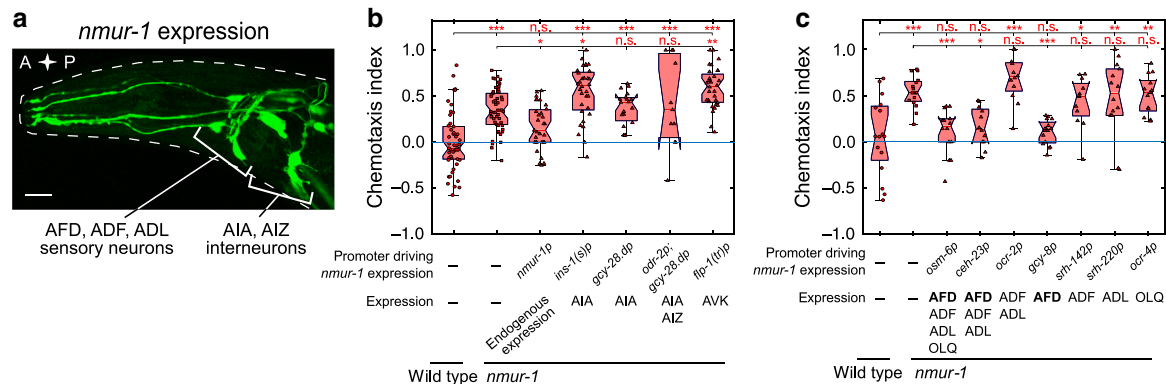 a
nmur-1 expression
A P
AFD, ADF, ADL
sensory neurons
AIA, AIZ
interneurons
b
n.s. *** *** n.s. ***
*** * * n.s. n.s. **
Chemotaxis index
1.0
0.5
0.0
−0.5
−1.0
Promoter driving
nmur-1 expression
– – nmur-1p ins-1(s)p gcy-28.dp odr-2p; gcy-28.dp flp-1(tr)p
Expression
– – Endogenous expression AIA AIA AIA AVK
AIZ
Wild type nmur-1
c
n.s. n.s. *** n.s. * ** **
*** *** * n.s. *** n.s. n.s. n.s.
Chemotaxis index
1.0
0.5
0.0
−0.5
−1.0
Promoter driving
nmur-1 expression
– – osm-6p ceh-23p ocr-2p gcy-8p srh-142p srh-220p ocr-4p
Expression
– – AFD AFD ADF AFD ADF ADL OLQ
ADF ADF ADL
ADL ADL
OLQ
Wild type nmur-1